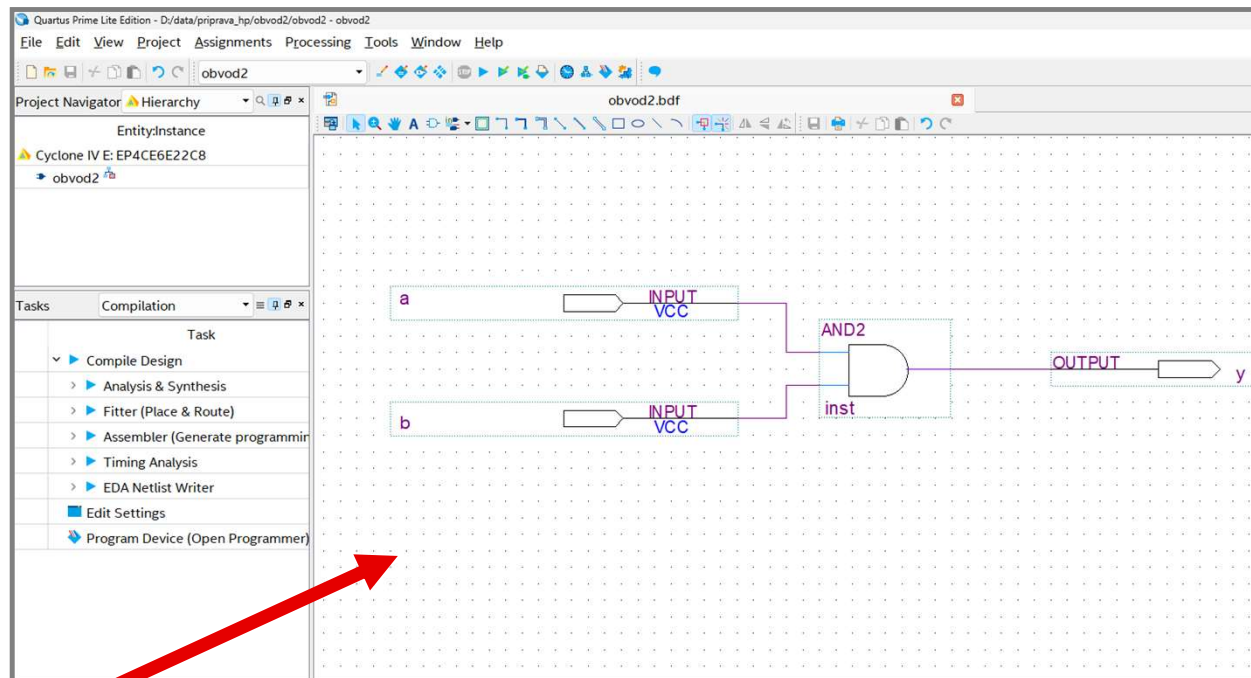 Quartus Prime Lite Edition - D:/data/priprava_hp/obvod2/obvod2 - obvod2
File Edit View Project Assignments Processing Tools Window Help
obvod2
Project Navigator Hierarchy
obvod2.bdf
Entity:Instance
Cyclone IV E: EP4CE6E22C8
obvod2
Tasks Compilation
Task
Compile Design
Analysis & Synthesis
Fitter (Place & Route)
Assembler (Generate programmin
Timing Analysis
EDA Netlist Writer
Edit Settings
Program Device (Open Programmer)
a
INPUT
VCC
AND2
inst
b
INPUT
VCC
OUTPUT
y